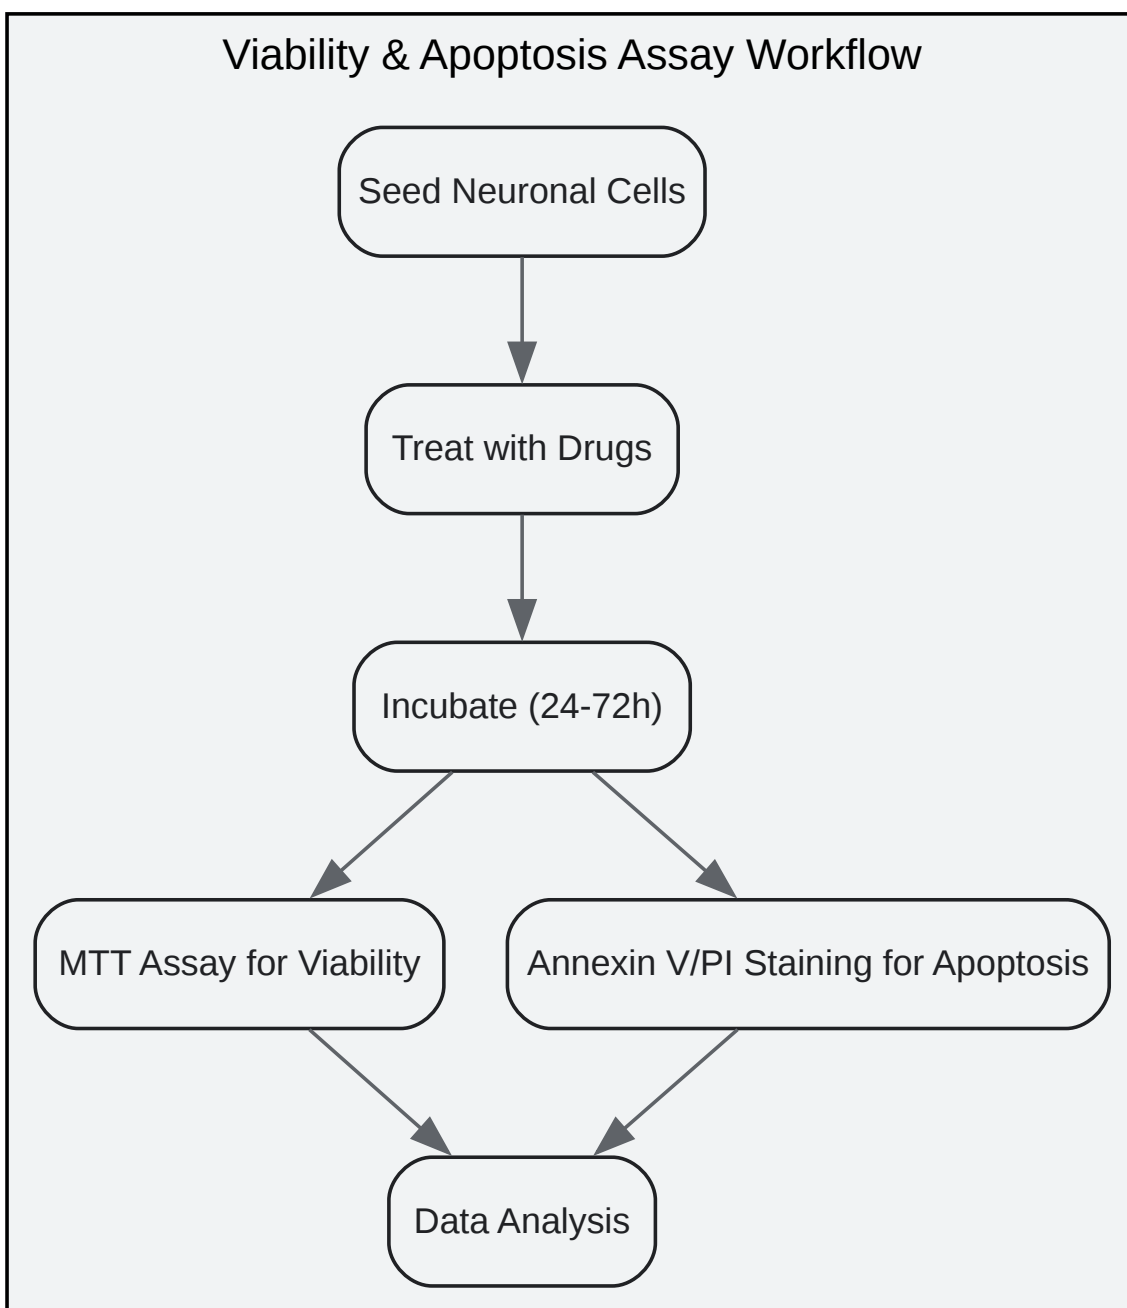 Viability & Apoptosis Assay Workflow
Seed Neuronal Cells
Treat with Drugs
Incubate (24-72h)
MTT Assay for Viability
Annexin V/PI Staining for Apoptosis
Data Analysis